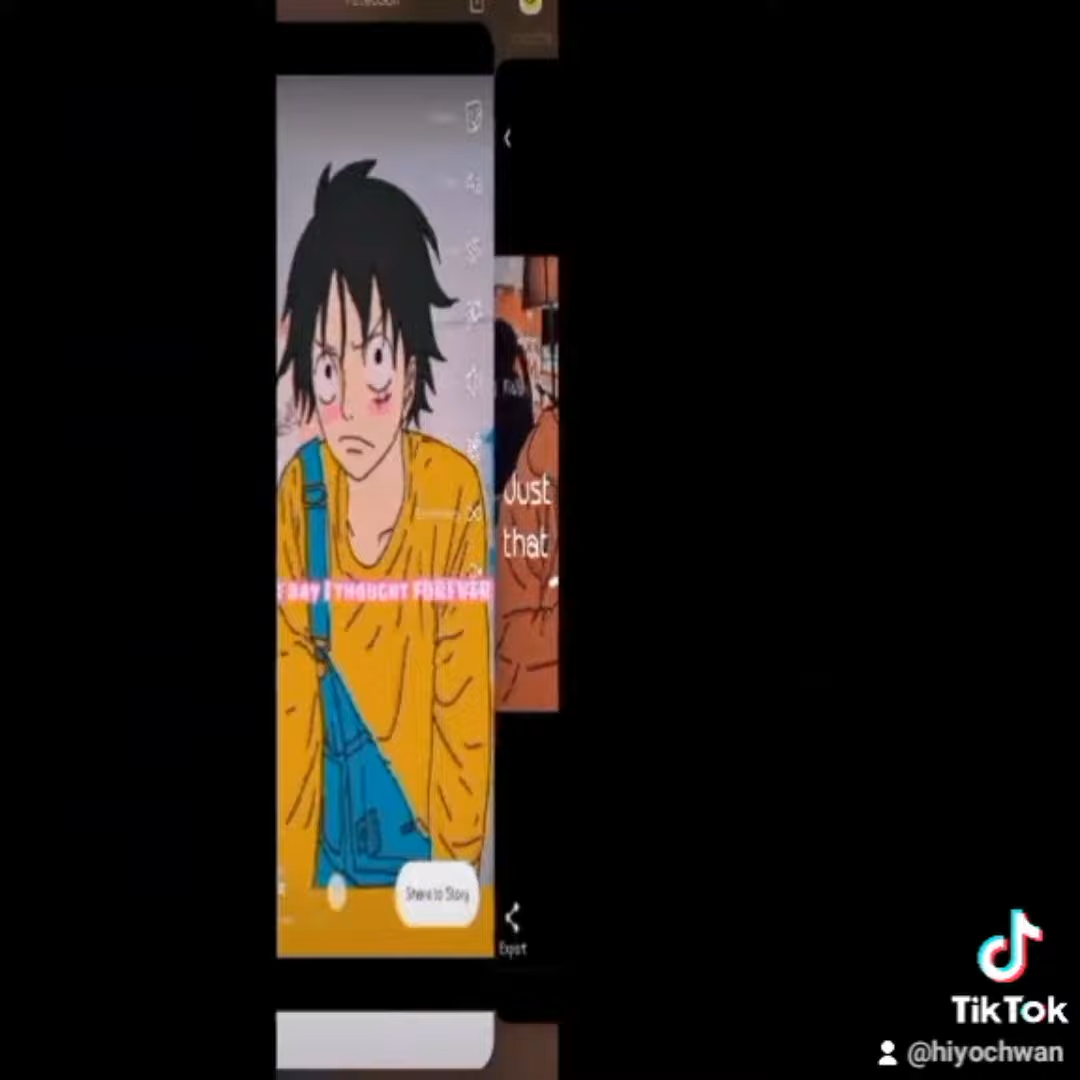 DAY I THOUGHT FOREVER
Just
that
Share to Story
Export
TikTok
@hiyochwan